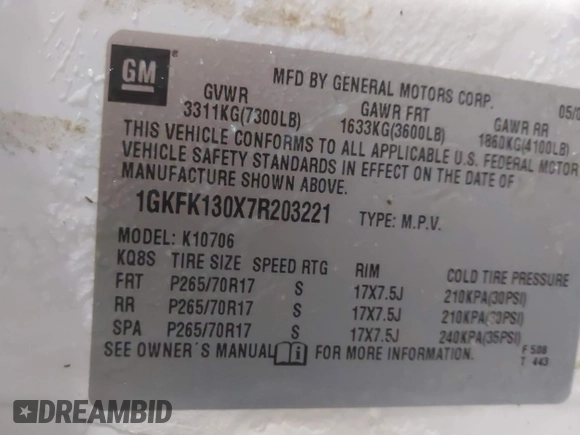 GM
MFD BY GENERAL MOTORS CORP. 05/0
GVWR GAWR FRT GAWR RR
3311KG(7300LB) 1633KG(3600LB) 1860KG(4100LB)
THIS VEHICLE CONFORMS TO ALL APPLICABLE U.S. FEDERAL MOTOR
VEHICLE SAFETY STANDARDS IN EFFECT ON THE DATE OF
MANUFACTURE SHOWN ABOVE.
1GKFK130X7R203221 TYPE: M.P.V.
MODEL: K10706
KQ8S TIRE SIZE SPEED RTG RIM COLD TIRE PRESSURE
FRT P265/70R17 S 17X7.5J 210KPA(30PSI)
RR P265/70R17 S 17X7.5J 210KPA(30PSI)
SPA P265/70R17 S 17X7.5J 240KPA(35PSI)
SEE OWNER'S MANUAL i FOR MORE INFORMATION.
F 508
T 443
DREAMBID